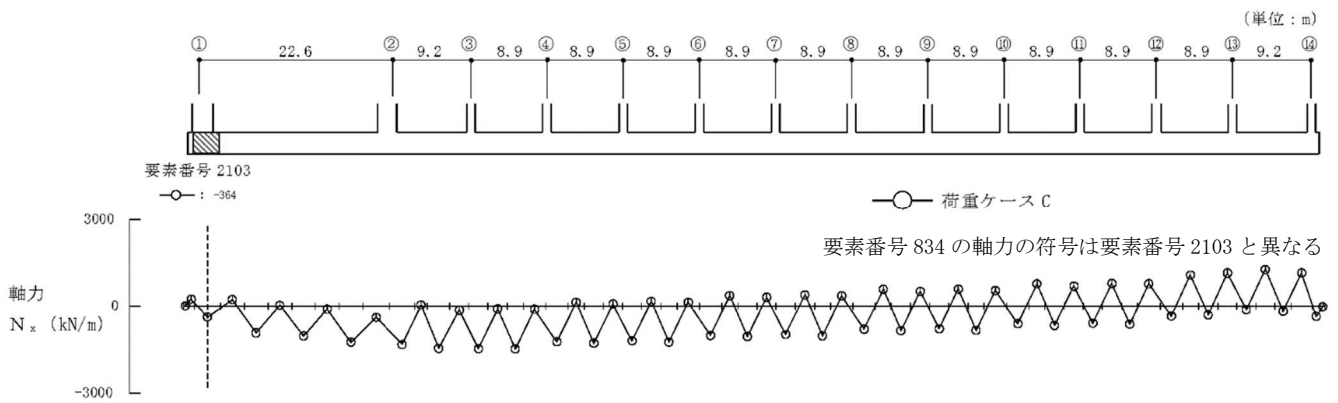 (単位：m)
① ② ③ ④ ⑤ ⑥ ⑦ ⑧ ⑨ ⑩ ⑪ ⑫ ⑬ ⑭
22.6 9.2 8.9 8.9 8.9 8.9 8.9 8.9 8.9 8.9 8.9 8.9 9.2
要素番号 2103
: -364
荷重ケース C
要素番号 834 の軸力の符号は要素番号 2103 と異なる
3000
軸力
0
Ｎx (kN/m)
-3000